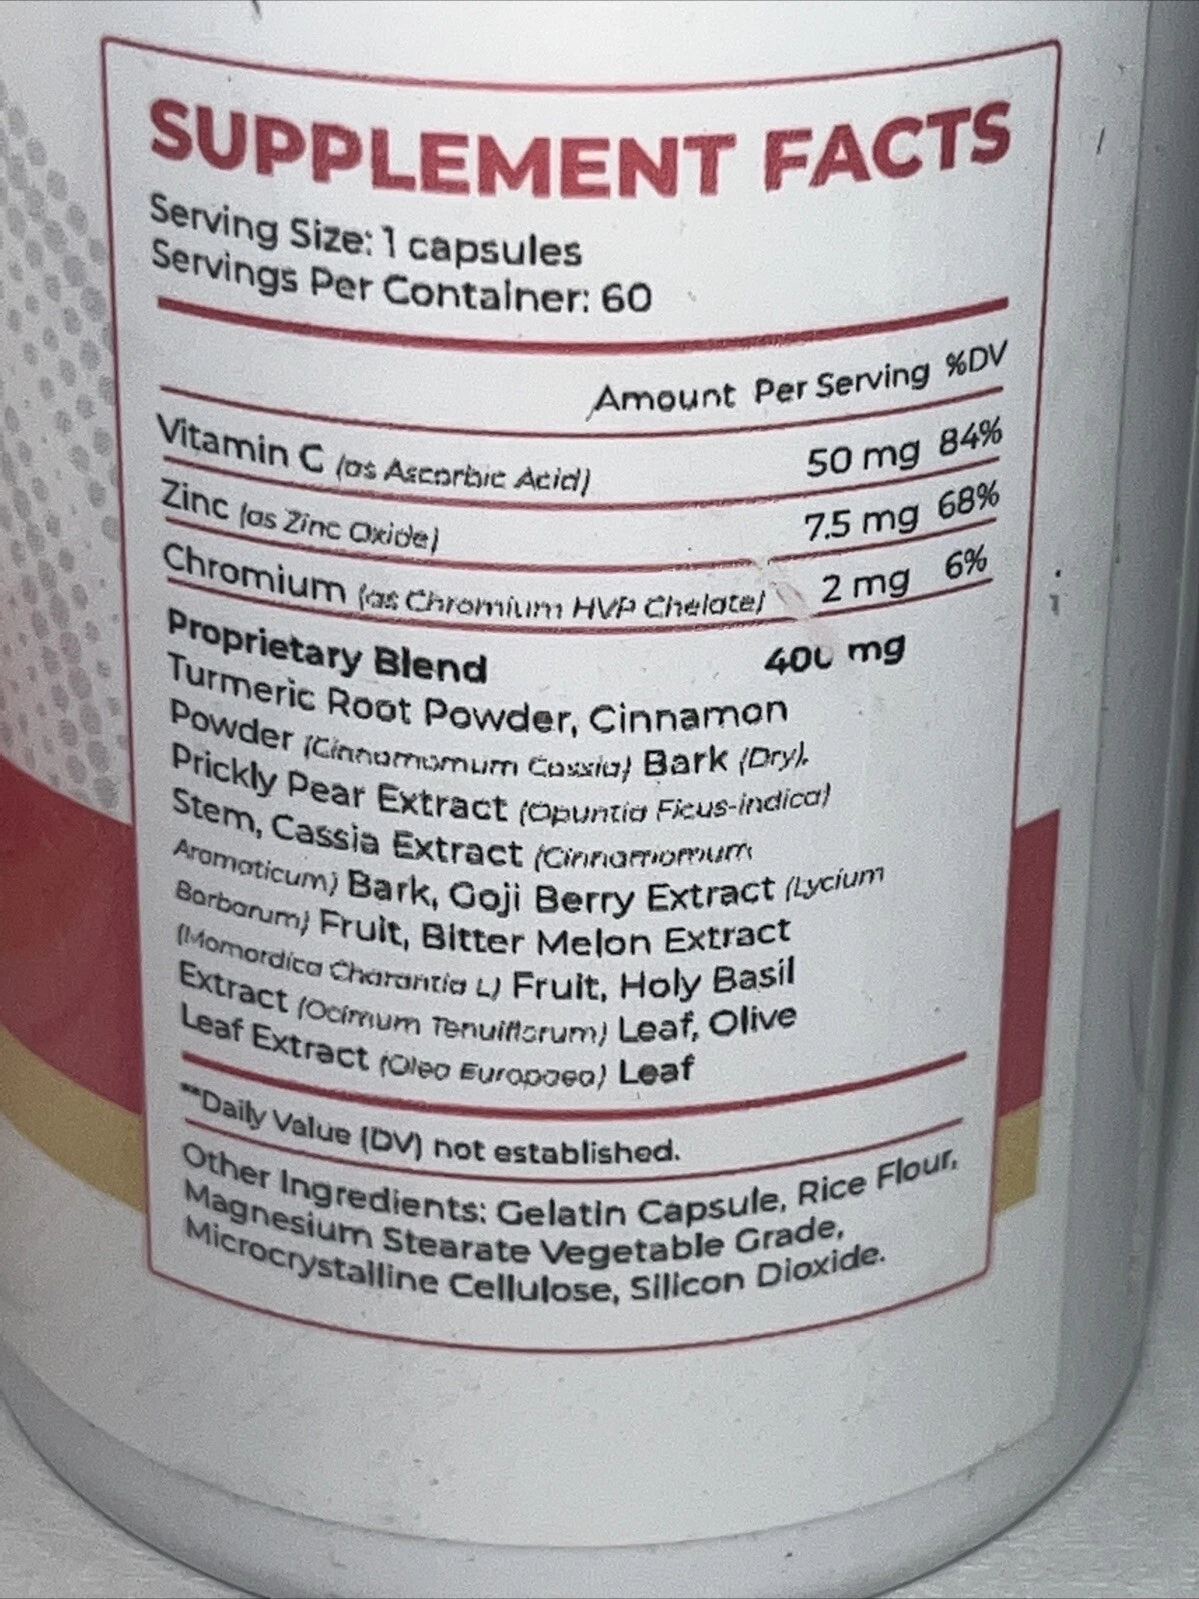 SUPPLEMENT FACTS
Serving Size: 1 capsules
Servings Per Container: 60
Amount Per Serving %DV
Vitamin C (as Ascorbic Acid) 50 mg 84%
Zinc (as Zinc Oxide) 7.5 mg 68%
Chromium (as Chromium HVP Chelate) 2 mg 6%
Proprietary Blend 400 mg
Turmeric Root Powder, Cinnamon
Powder (Cinnamomum Cassia) Bark (Dry),
Prickly Pear Extract (Opuntia Ficus-indica)
Stem, Cassia Extract (Cinnamomum
Aromaticum) Bark, Goji Berry Extract (Lycium
Barbarum) Fruit, Bitter Melon Extract
(Momordica Charantia L) Fruit, Holy Basil
Extract (Ocimum Tenuiflorum) Leaf, Olive
Leaf Extract (Olea Europaea) Leaf
**Daily Value (DV) not established.
Other Ingredients: Gelatin Capsule, Rice Flour,
Magnesium Stearate Vegetable Grade,
Microcrystalline Cellulose, Silicon Dioxide.